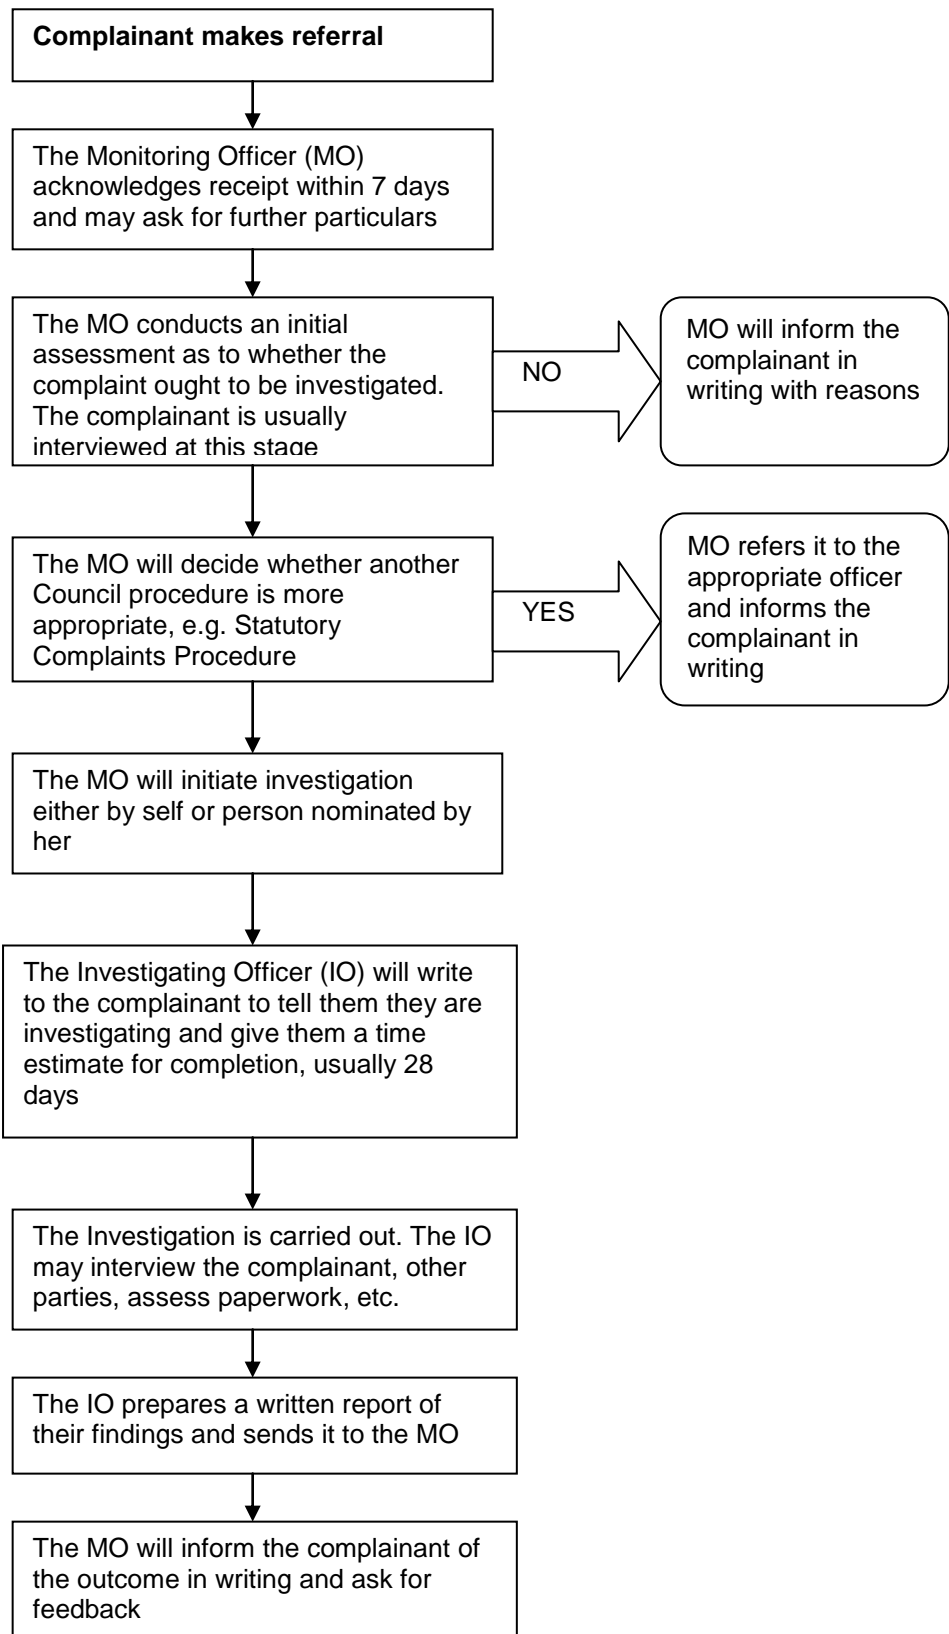 Complainant makes referral
The Monitoring Officer (MO)
acknowledges receipt within 7 days
and may ask for further particulars
The MO conducts an initial
assessment as to whether the
complaint ought to be investigated.
The complainant is usually
interviewed at this stage
NO
MO will inform the
complainant in
writing with reasons
The MO will decide whether another
Council procedure is more
appropriate, e.g. Statutory
Complaints Procedure
YES
MO refers it to the
appropriate officer
and informs the
complainant in
writing
The MO will initiate investigation
either by self or person nominated by
her
The Investigating Officer (IO) will write
to the complainant to tell them they are
investigating and give them a time
estimate for completion, usually 28
days
The Investigation is carried out. The IO
may interview the complainant, other
parties, assess paperwork, etc.
The IO prepares a written report of
their findings and sends it to the MO
The MO will inform the complainant of
the outcome in writing and ask for
feedback